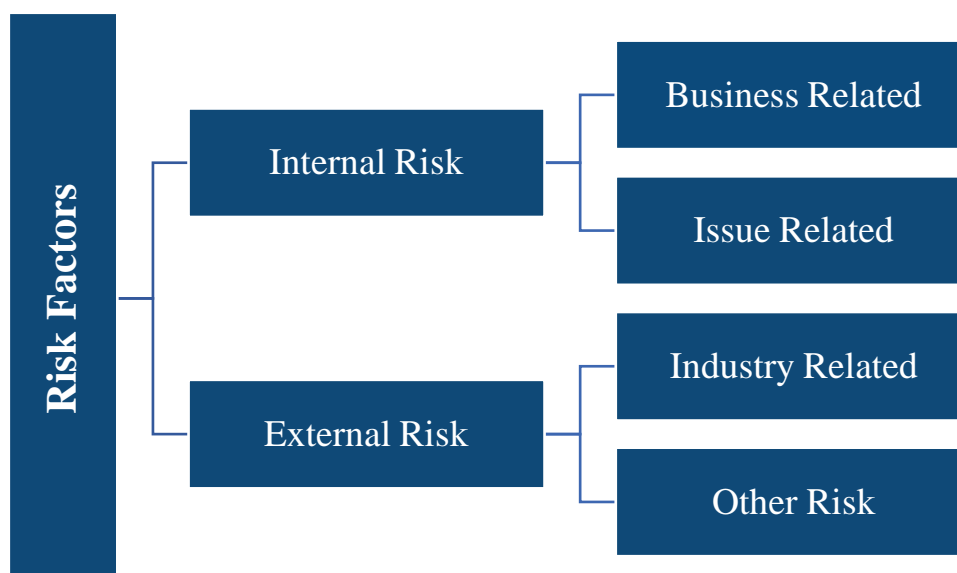 Risk Factors
Internal Risk
Business Related
Issue Related
External Risk
Industry Related
Other Risk